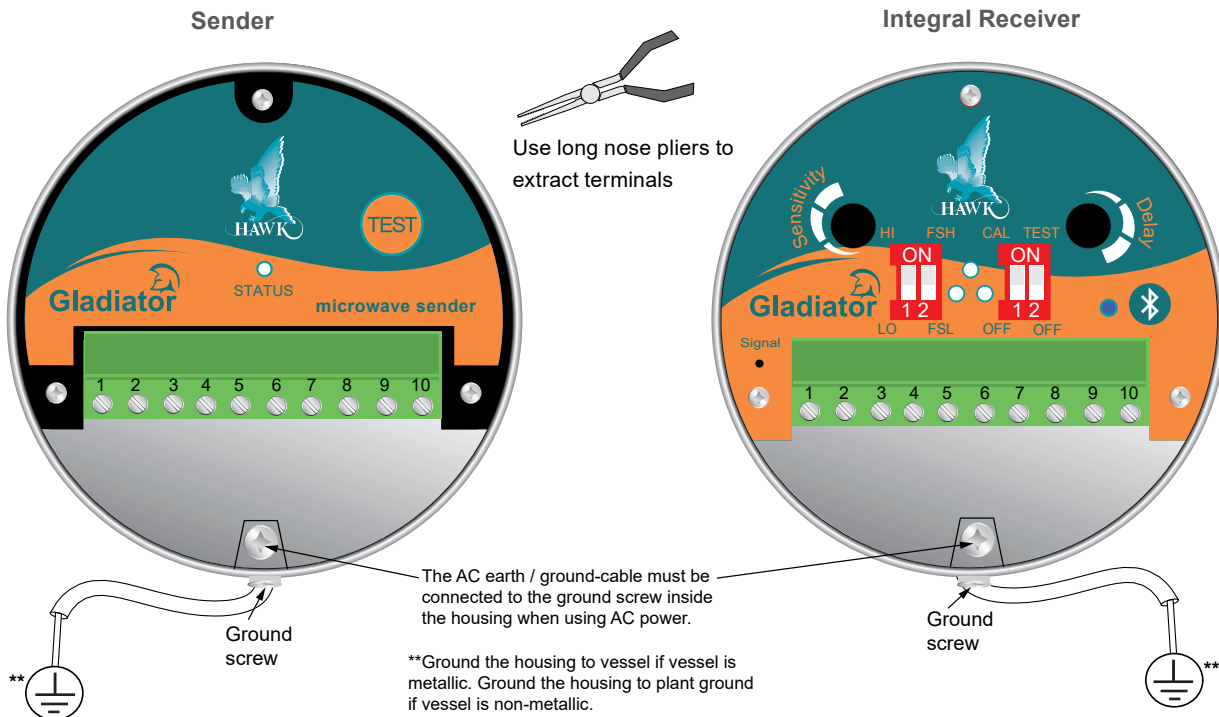 Sender
Integral Receiver
Use long nose pliers to
extract terminals
HAWK
TEST
STATUS
Gladiator
microwave sender
1 2 3 4 5 6 7 8 9 10
Sensitivity
HAWK
Delay
HI FSH CAL TEST
ON ON
Gladiator
1 2 1 2
LO FSL OFF OFF
Signal
1 2 3 4 5 6 7 8 9 10
The AC earth / ground-cable must be
connected to the ground screw inside
the housing when using AC power.
Ground
screw
Ground
screw
**Ground the housing to vessel if vessel is
metallic. Ground the housing to plant ground
if vessel is non-metallic.
**
**